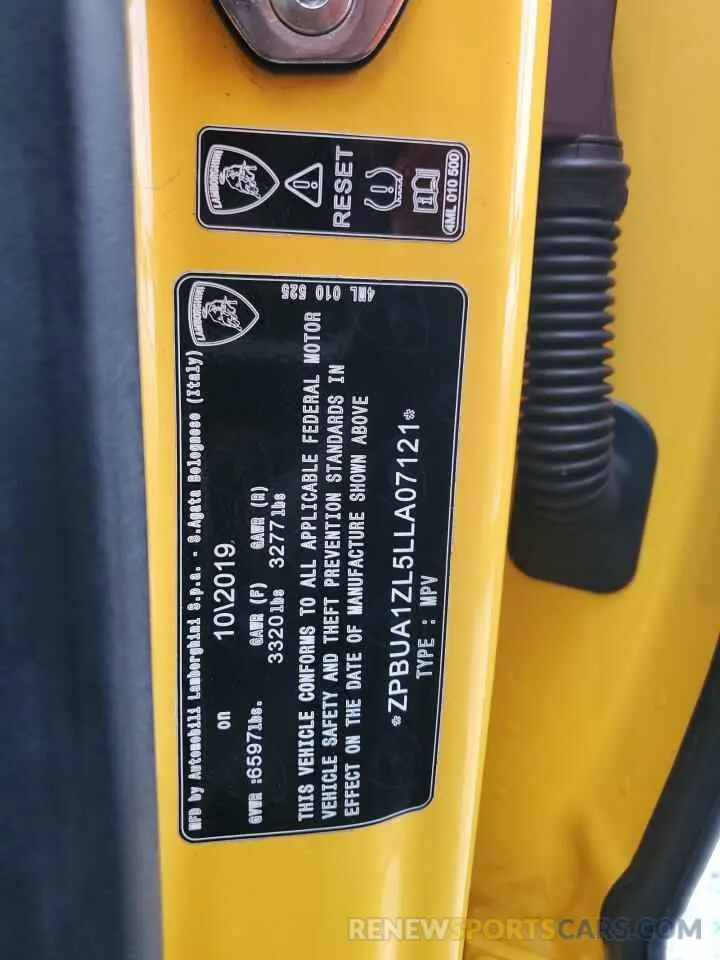 LAMBORGHINI
RESET
4ML 010 500
4ML 010 525
LAMBORGHINI
MFD by Automobili Lamborghini S.p.a. - S.Agata Bolognese (Italy)
on 10\2019
GAWR (F) GAWR (R)
GVWR :6597lbs. 3320lbs 3277lbs
THIS VEHICLE CONFORMS TO ALL APPLICABLE FEDERAL MOTOR
VEHICLE SAFETY AND THEFT PREVENTION STANDARDS IN
EFFECT ON THE DATE OF MANUFACTURE SHOWN ABOVE
*ZPBUA1ZL5LLA07121*
TYPE : MPV
RENEWSPORTSCARS.COM